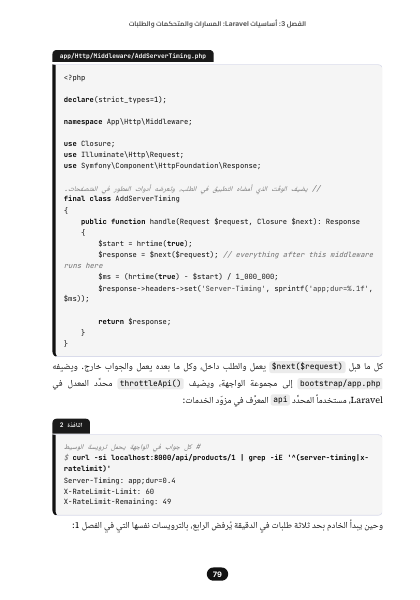 الفصل 3: أساسيات Laravel: المسارات والمتحكمات والطلبات
app/Http/Middleware/AddServerTiming.php
<?php
declare(strict_types=1);
namespace App\Http\Middleware;
use Closure;
use Illuminate\Http\Request;
use Symfony\Component\HttpFoundation\Response;
// يضيف الوقت الذي أمضاه التطبيق في الطلب، وتعرضه أدوات المطور في المتصفحات.
final class AddServerTiming
{
public function handle(Request $request, Closure $next): Response
{
$start = hrtime(true);
$response = $next($request); // everything after this middleware
runs here
$ms = (hrtime(true) - $start) / 1_000_000;
$response->headers->set('Server-Timing', sprintf('app;dur=%.1f',
$ms));
return $response;
}
}
كل ما قبل $next($request) يعمل والطلب داخل، وكل ما بعده يعمل والجواب خارج. ويضيفه
bootstrap/app.php إلى مجموعة الواجهة، ويضيف throttleApi() محدّد المعدل في
Laravel، مستخدماً المحدّد api المعرَّف في مزوّد الخدمات:
النافذة 2
# كل جواب في الواجهة يحمل ترويسة الوسيط
$ curl -si localhost:8000/api/products/1 | grep -iE '^(server-timing|x-
ratelimit)'
Server-Timing: app;dur=0.4
X-RateLimit-Limit: 60
X-RateLimit-Remaining: 49
وحين يبدأ الخادم بحد ثلاثة طلبات في الدقيقة يُرفض الرابع، بالترويسات نفسها التي في الفصل 1:
79